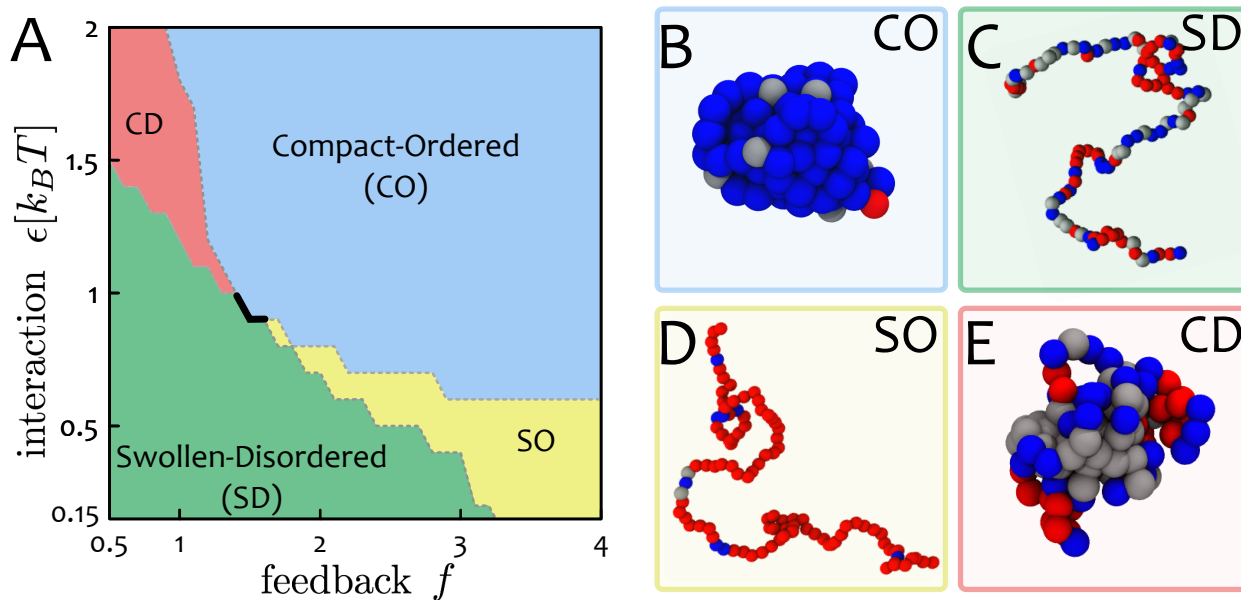 A
2
1.5
1
0.5
0.15
0.5
1
2
3
4
interaction ϵ[k_B T]
feedback f
CD
Compact-Ordered
(CO)
SO
Swollen-Disordered
(SD)
B
CO
C
SD
D
SO
E
CD